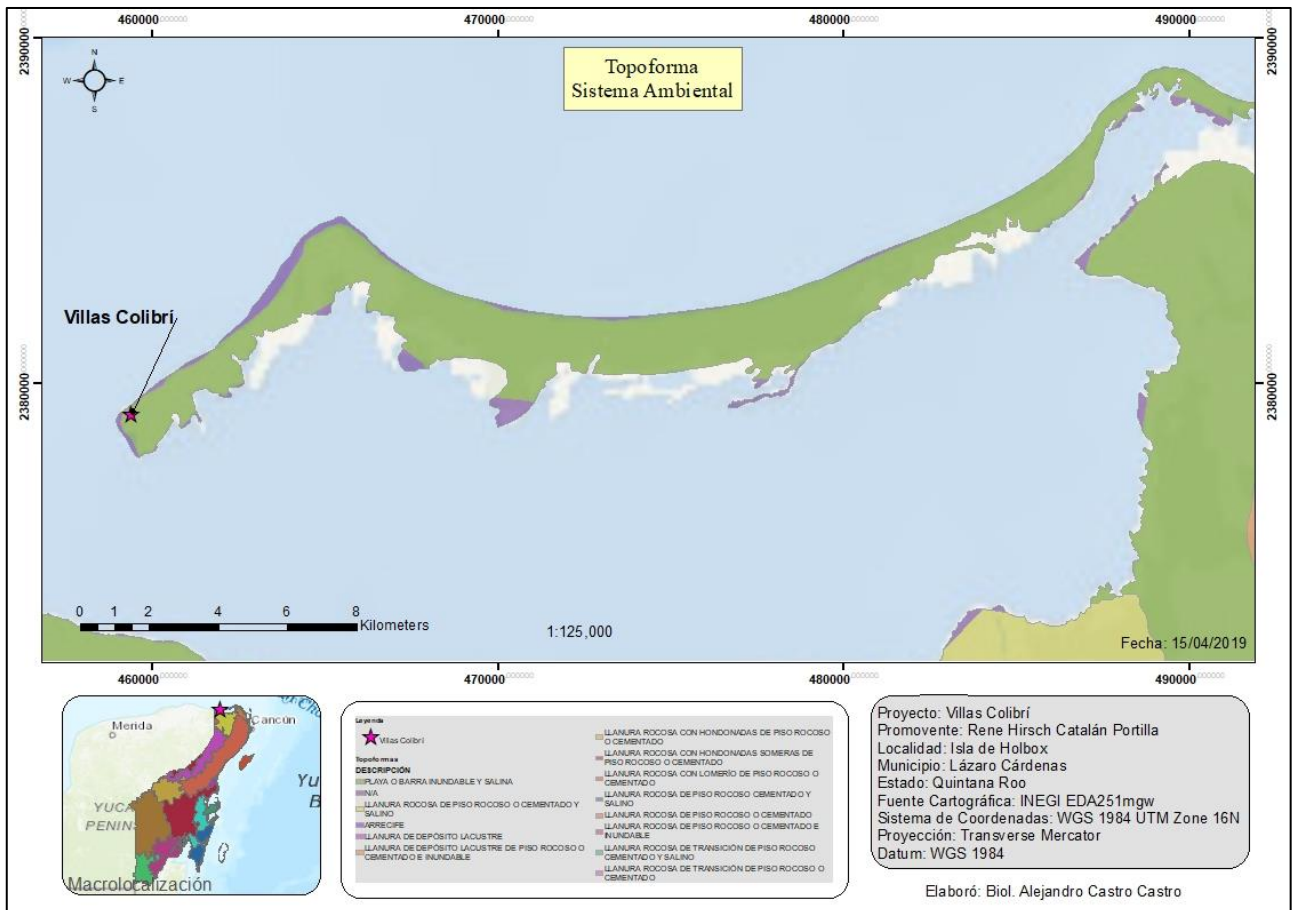 460000
470000
480000
490000
2390000
2390000
Topoforma
Sistema Ambiental
N
W
E
S
Villas Colibrí
2380000
2380000
0 1 2 4 6 8
Kilometers
1:125,000
Fecha: 15/04/2019
460000
470000
480000
490000
Merida
Cancún
YUCA
PENIN
Yu
B
Macrolocalización
Leyenda
Villas Colibrí
Topoformas
DESCRIPCIÓN
PLAYA O BARRA INUNDABLE Y SALINA
N/A
LLANURA ROCOSA DE PISO ROCOSO O CEMENTADO Y
SALINO
ARRECIFE
LLANURA DE DEPÓSITO LACUSTRE
LLANURA DE DEPÓSITO LACUSTRE DE PISO ROCOSO O
CEMENTADO E INUNDABLE
LLANURA ROCOSA CON HONDONADAS DE PISO ROCOSO
O CEMENTADO
LLANURA ROCOSA CON HONDONADAS SOMERAS DE
PISO ROCOSO O CEMENTADO
LLANURA ROCOSA CON LOMERÍO DE PISO ROCOSO O
CEMENTADO
LLANURA ROCOSA DE PISO ROCOSO CEMENTADO Y
SALINO
LLANURA ROCOSA DE PISO ROCOSO O CEMENTADO
LLANURA ROCOSA DE PISO ROCOSO O CEMENTADO E
INUNDABLE
LLANURA ROCOSA DE TRANSICIÓN DE PISO ROCOSO
CEMENTADO Y SALINO
LLANURA ROCOSA DE TRANSICIÓN DE PISO ROCOSO O
CEMENTADO
Proyecto: Villas Colibrí
Promovente: Rene Hirsch Catalán Portilla
Localidad: Isla de Holbox
Municipio: Lázaro Cárdenas
Estado: Quintana Roo
Fuente Cartográfica: INEGI EDA251mgw
Sistema de Coordenadas: WGS 1984 UTM Zone 16N
Proyección: Transverse Mercator
Datum: WGS 1984
Elaboró: Biol. Alejandro Castro Castro